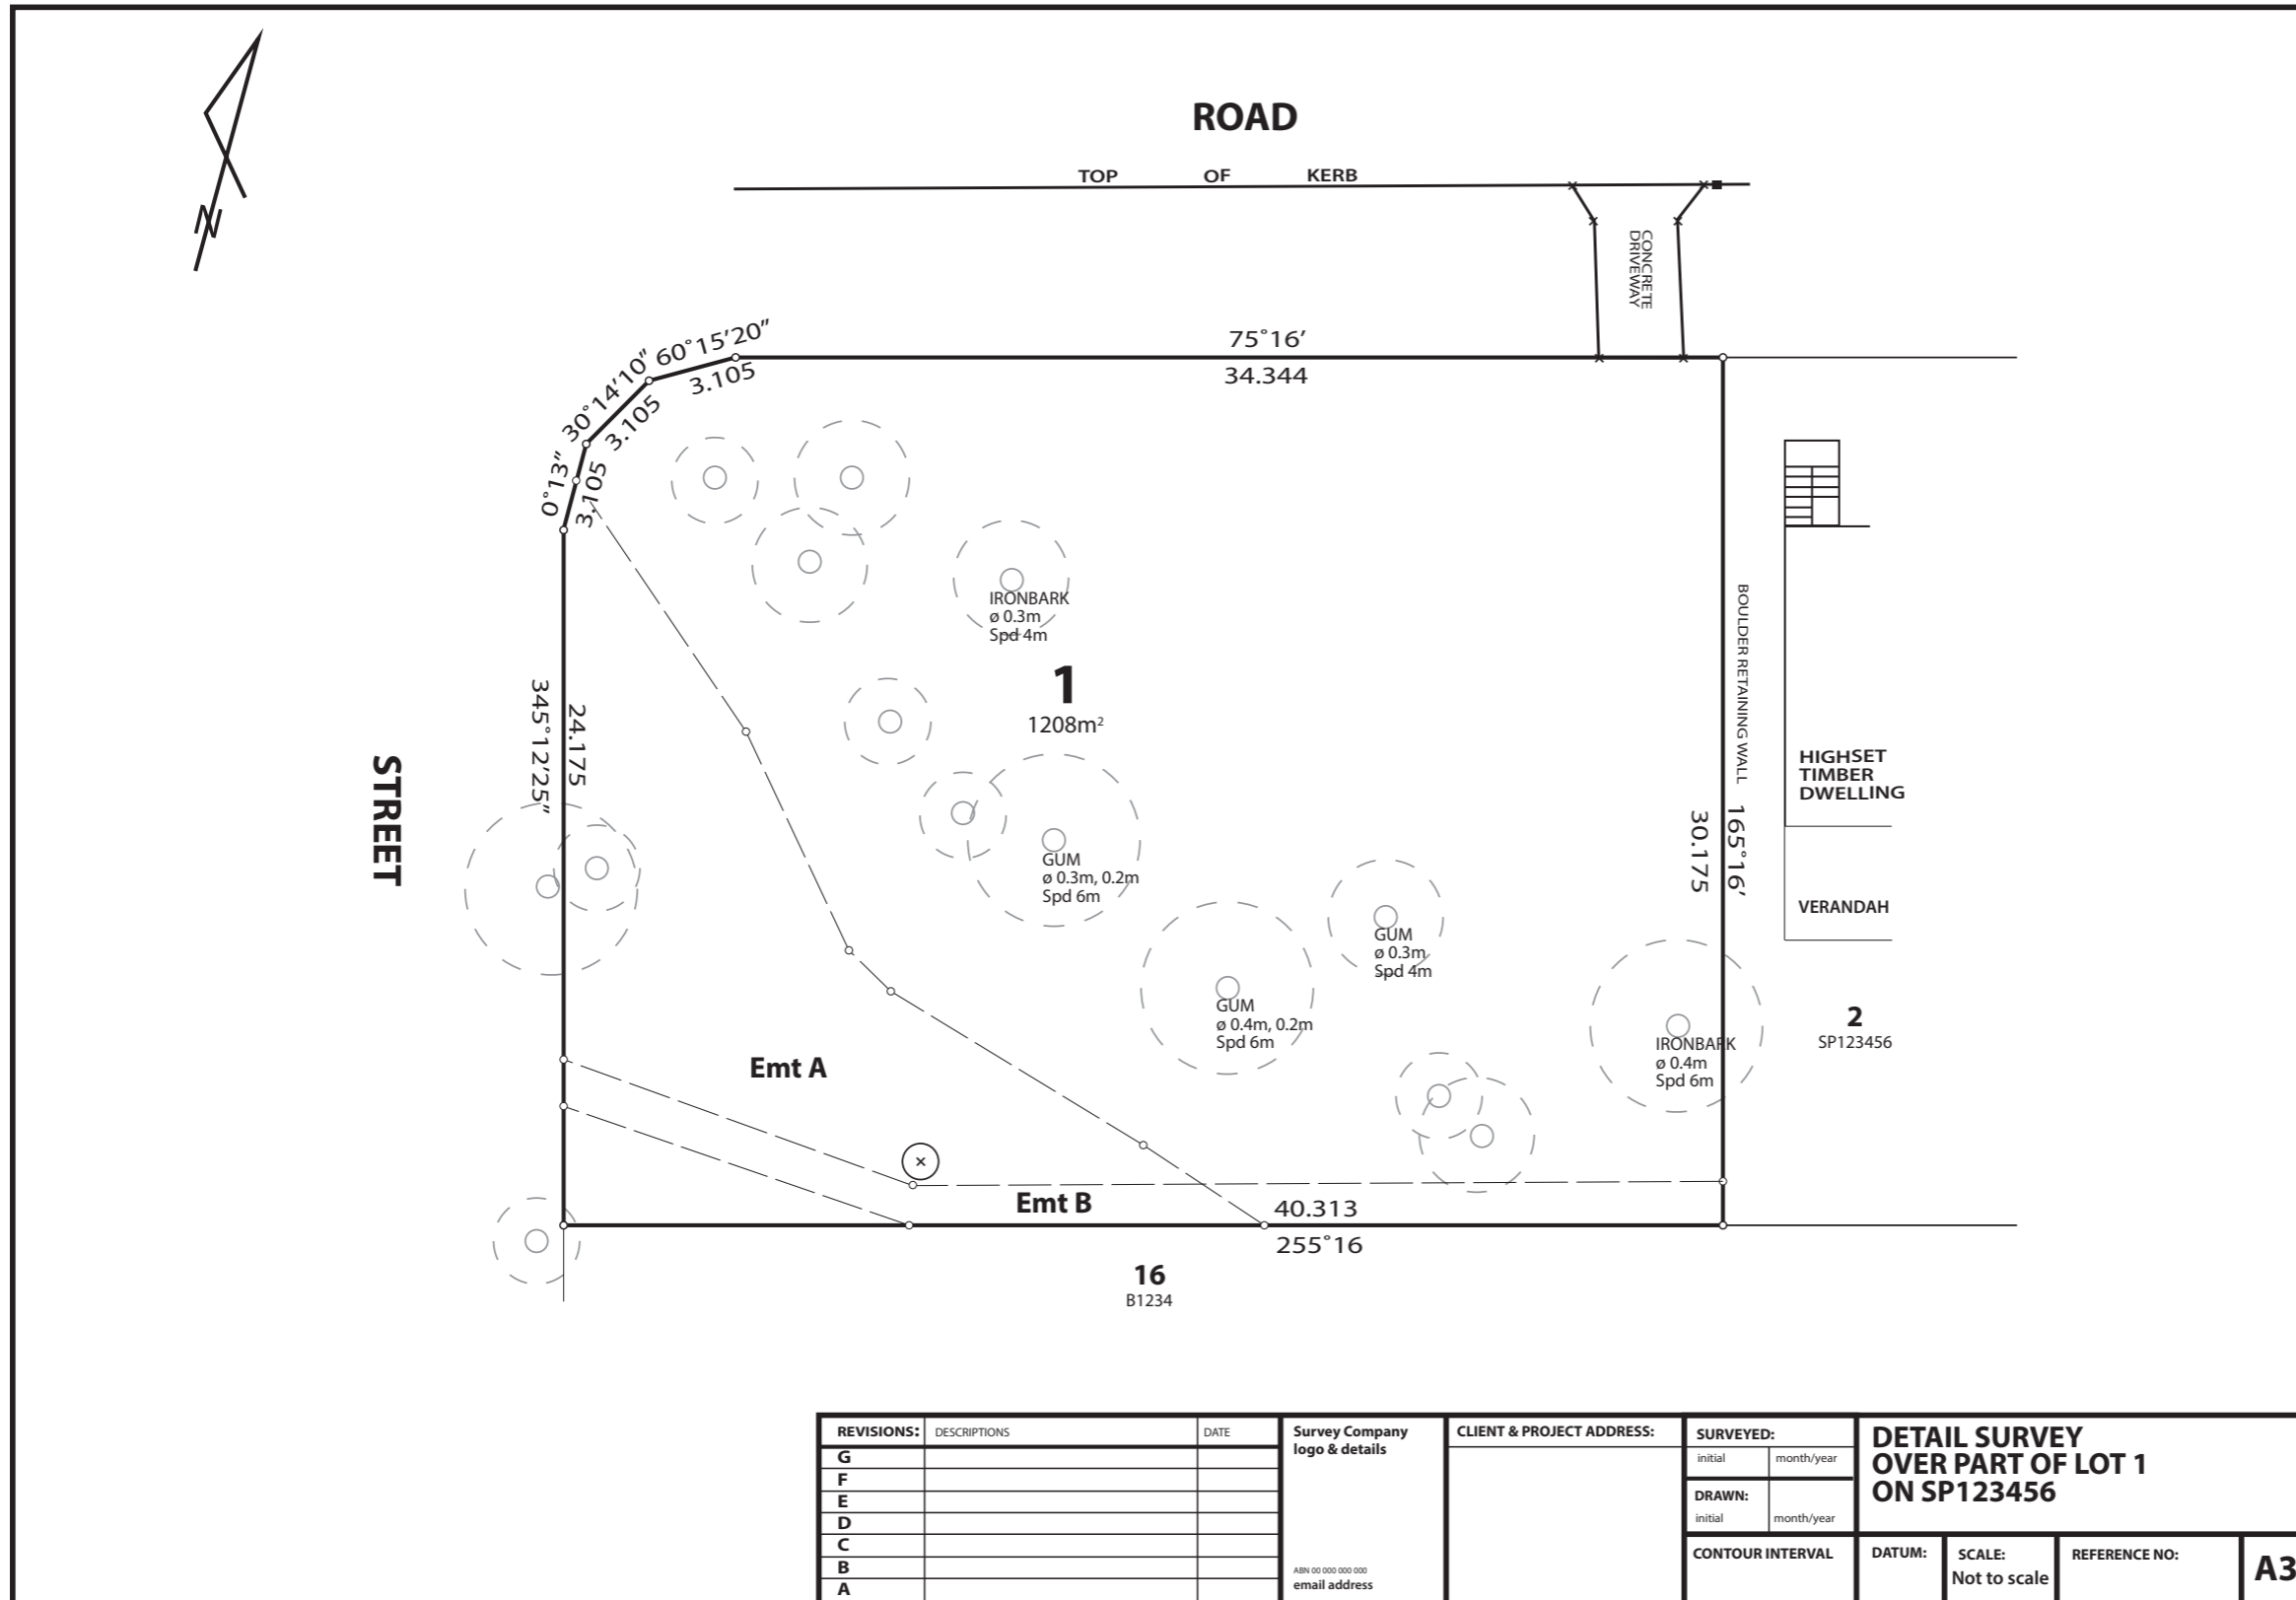 N
ROAD
TOP OF KERB
CONCRETE
DRIVEWAY
60°15’20”
3.105
75°16’
34.344
30°14’10”
3.105
0°13”
3.105
IRONBARK
ø 0.3m
Spd 4m
1
1208m²
STREET
345°12’25”
24.175
BOULDER RETAINING WALL
165°16’
30.175
HIGHSET
TIMBER
DWELLING
VERANDAH
GUM
ø 0.3m, 0.2m
Spd 6m
GUM
ø 0.3m
Spd 4m
GUM
ø 0.4m, 0.2m
Spd 6m
IRONBARK
ø 0.4m
Spd 6m
2
SP123456
Emt A
Emt B
40.313
255°16
16
B1234
REVISIONS: DESCRIPTIONS DATE
G
F
E
D
C
B
A
Survey Company
logo & details
ABN 00 000 000 000
email address
CLIENT & PROJECT ADDRESS:
SURVEYED:
initial month/year
DRAWN:
initial month/year
DETAIL SURVEY
OVER PART OF LOT 1
ON SP123456
CONTOUR INTERVAL
DATUM:
SCALE:
Not to scale
REFERENCE NO:
A3